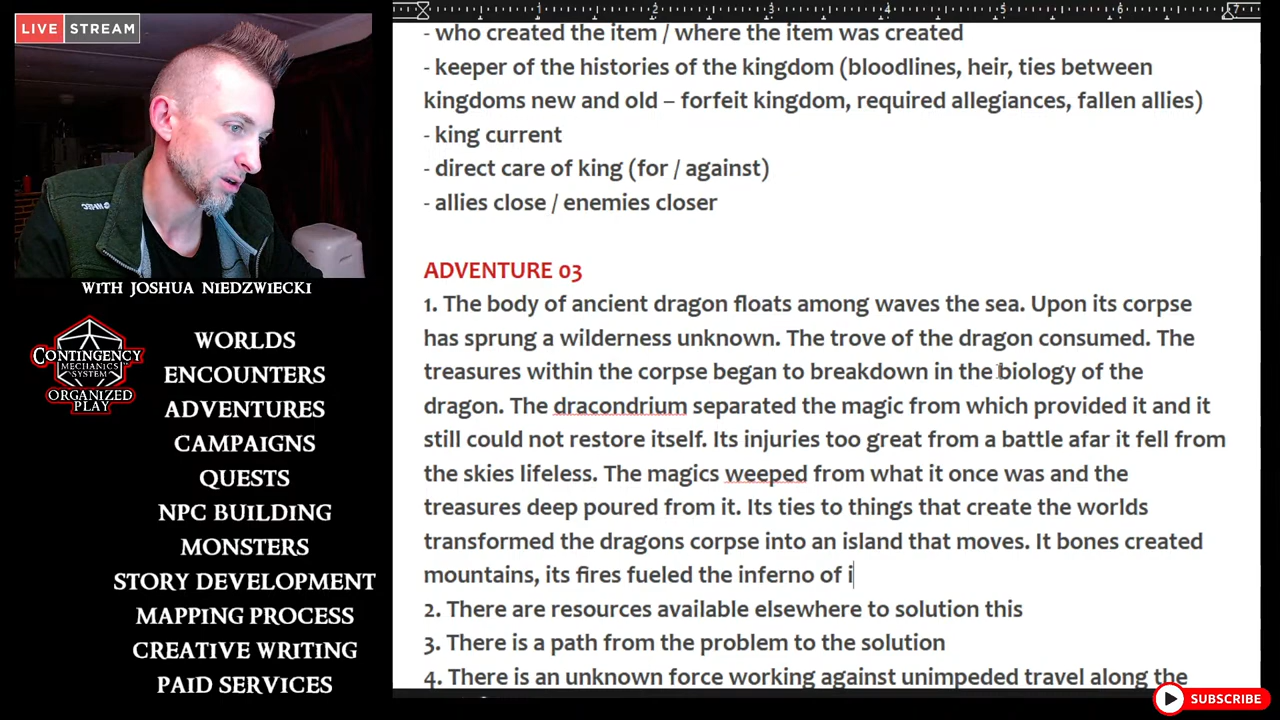 LIVE STREAM
WITH JOSHUA NIEDZWIECKI
CONTINGENCY
MECHANICS
SYSTEM
ORGANIZED
PLAY
WORLDS
ENCOUNTERS
ADVENTURES
CAMPAIGNS
QUESTS
NPC BUILDING
MONSTERS
STORY DEVELOPMENT
MAPPING PROCESS
CREATIVE WRITING
PAID SERVICES
1 2 3 4 5 6 7
- who created the item / where the item was created
- keeper of the histories of the kingdom (bloodlines, heir, ties between
kingdoms new and old – forfeit kingdom, required allegiances, fallen allies)
- king current
- direct care of king (for / against)
- allies close / enemies closer
ADVENTURE 03
1. The body of ancient dragon floats among waves the sea. Upon its corpse
has sprung a wilderness unknown. The trove of the dragon consumed. The
treasures within the corpse began to breakdown in the biology of the
dragon. The dracondrium separated the magic from which provided it and it
still could not restore itself. Its injuries too great from a battle afar it fell from
the skies lifeless. The magics weeped from what it once was and the
treasures deep poured from it. Its ties to things that create the worlds
transformed the dragons corpse into an island that moves. It bones created
mountains, its fires fueled the inferno of i
2. There are resources available elsewhere to solution this
3. There is a path from the problem to the solution
4. There is an unknown force working against unimpeded travel along the
SUBSCRIBE